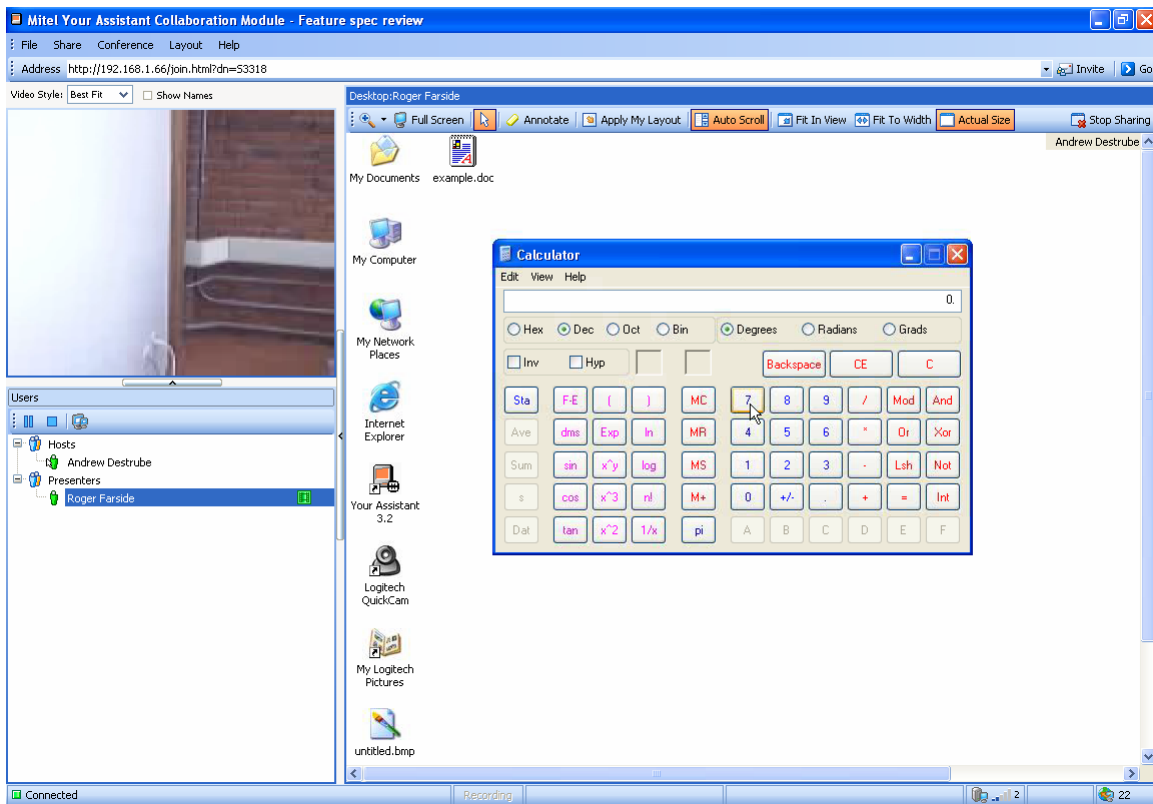 Mitel Your Assistant Collaboration Module - Feature spec review
File Share Conference Layout Help
Address http://192.168.1.66/join.html?dn=53318 Invite Go
Video Style: Best Fit Show Names
Desktop:Roger Farside
Full Screen Annotate Apply My Layout Auto Scroll Fit In View Fit To Width Actual Size Stop Sharing
Andrew Destrube
My Documents example.doc
My Computer
My Network
Places
Internet
Explorer
Your Assistant
3.2
Logitech
QuickCam
My Logitech
Pictures
untitled.bmp
Calculator
Edit View Help
0.
Hex Dec Oct Bin Degrees Radians Grads
Inv Hyp Backspace CE C
Sta F-E ( ) MC 7 8 9 / Mod And
Ave dms Exp ln MR 4 5 6 * Or Xor
Sum sin x^y log MS 1 2 3 - Lsh Not
s cos x^3 n! M+ 0 +/- . + = Int
Dat tan x^2 1/x pi A B C D E F
Users
Hosts
Andrew Destrube
Presenters
Roger Farside
Connected Recording 2 22